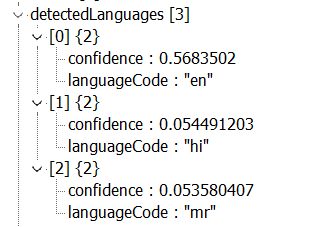 detectedLanguages [3]
[0] {2}
confidence : 0.5683502
languageCode : "en"
[1] {2}
confidence : 0.054491203
languageCode : "hi"
[2] {2}
confidence : 0.053580407
languageCode : "mr"